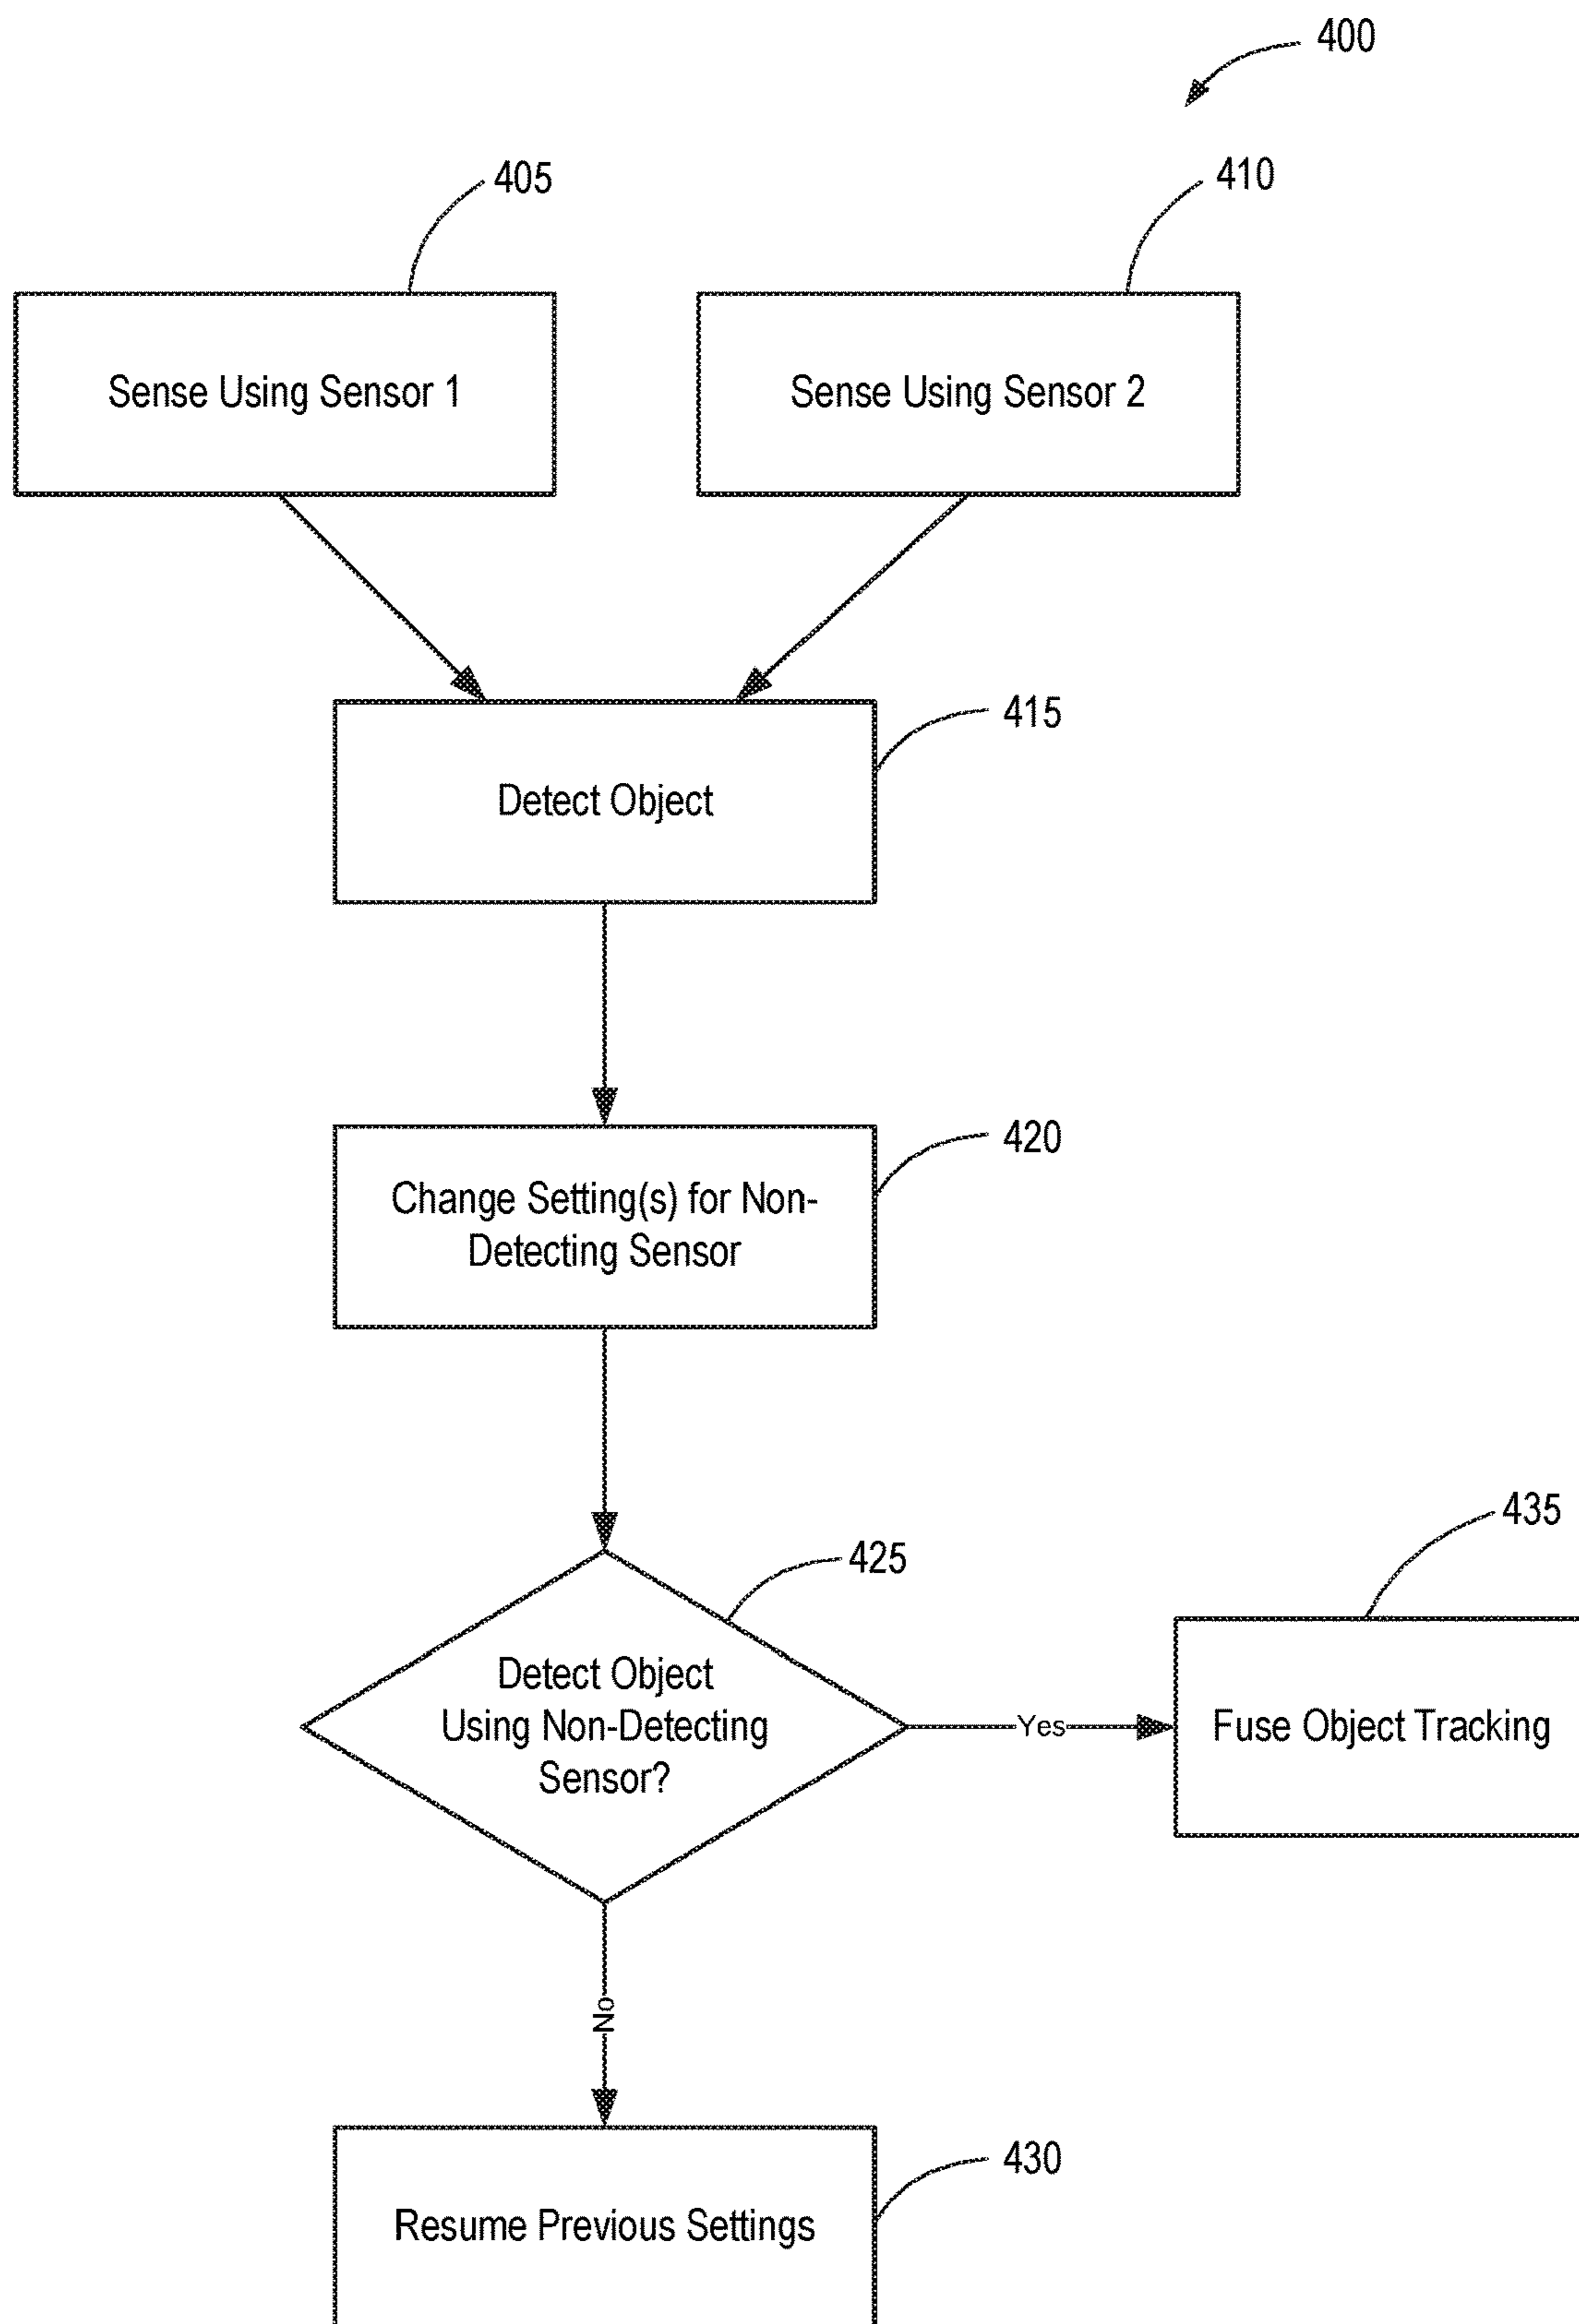 400
405
410
Sense Using Sensor 1
Sense Using Sensor 2
415
Detect Object
420
Change Setting(s) for Non-
Detecting Sensor
435
425
Detect Object
Using Non-Detecting
Sensor?
Yes
Fuse Object Tracking
No
430
Resume Previous Settings